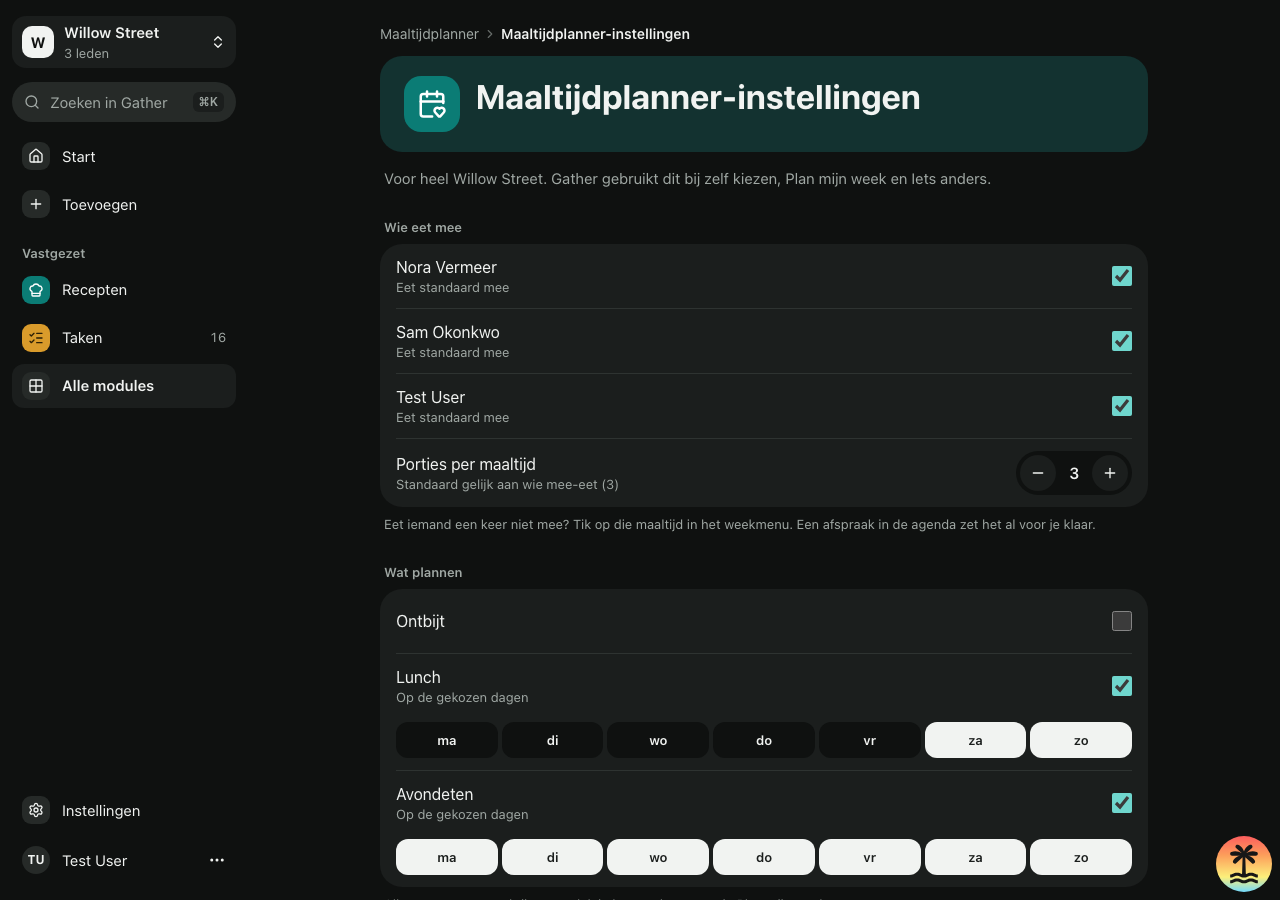 W
Willow Street
3 leden
Zoeken in Gather ⌘K
Start
Toevoegen
Vastgezet
Recepten
Taken 16
Alle modules
Instellingen
TU Test User
Maaltijdplanner > Maaltijdplanner-instellingen
Maaltijdplanner-instellingen
Voor heel Willow Street. Gather gebruikt dit bij zelf kiezen, Plan mijn week en Iets anders.
Wie eet mee
Nora Vermeer
Eet standaard mee
Sam Okonkwo
Eet standaard mee
Test User
Eet standaard mee
Porties per maaltijd
Standaard gelijk aan wie mee-eet (3)
3
Eet iemand een keer niet mee? Tik op die maaltijd in het weekmenu. Een afspraak in de agenda zet het al voor je klaar.
Wat plannen
Ontbijt
Lunch
Op de gekozen dagen
ma di wo do vr za zo
Avondeten
Op de gekozen dagen
ma di wo do vr za zo